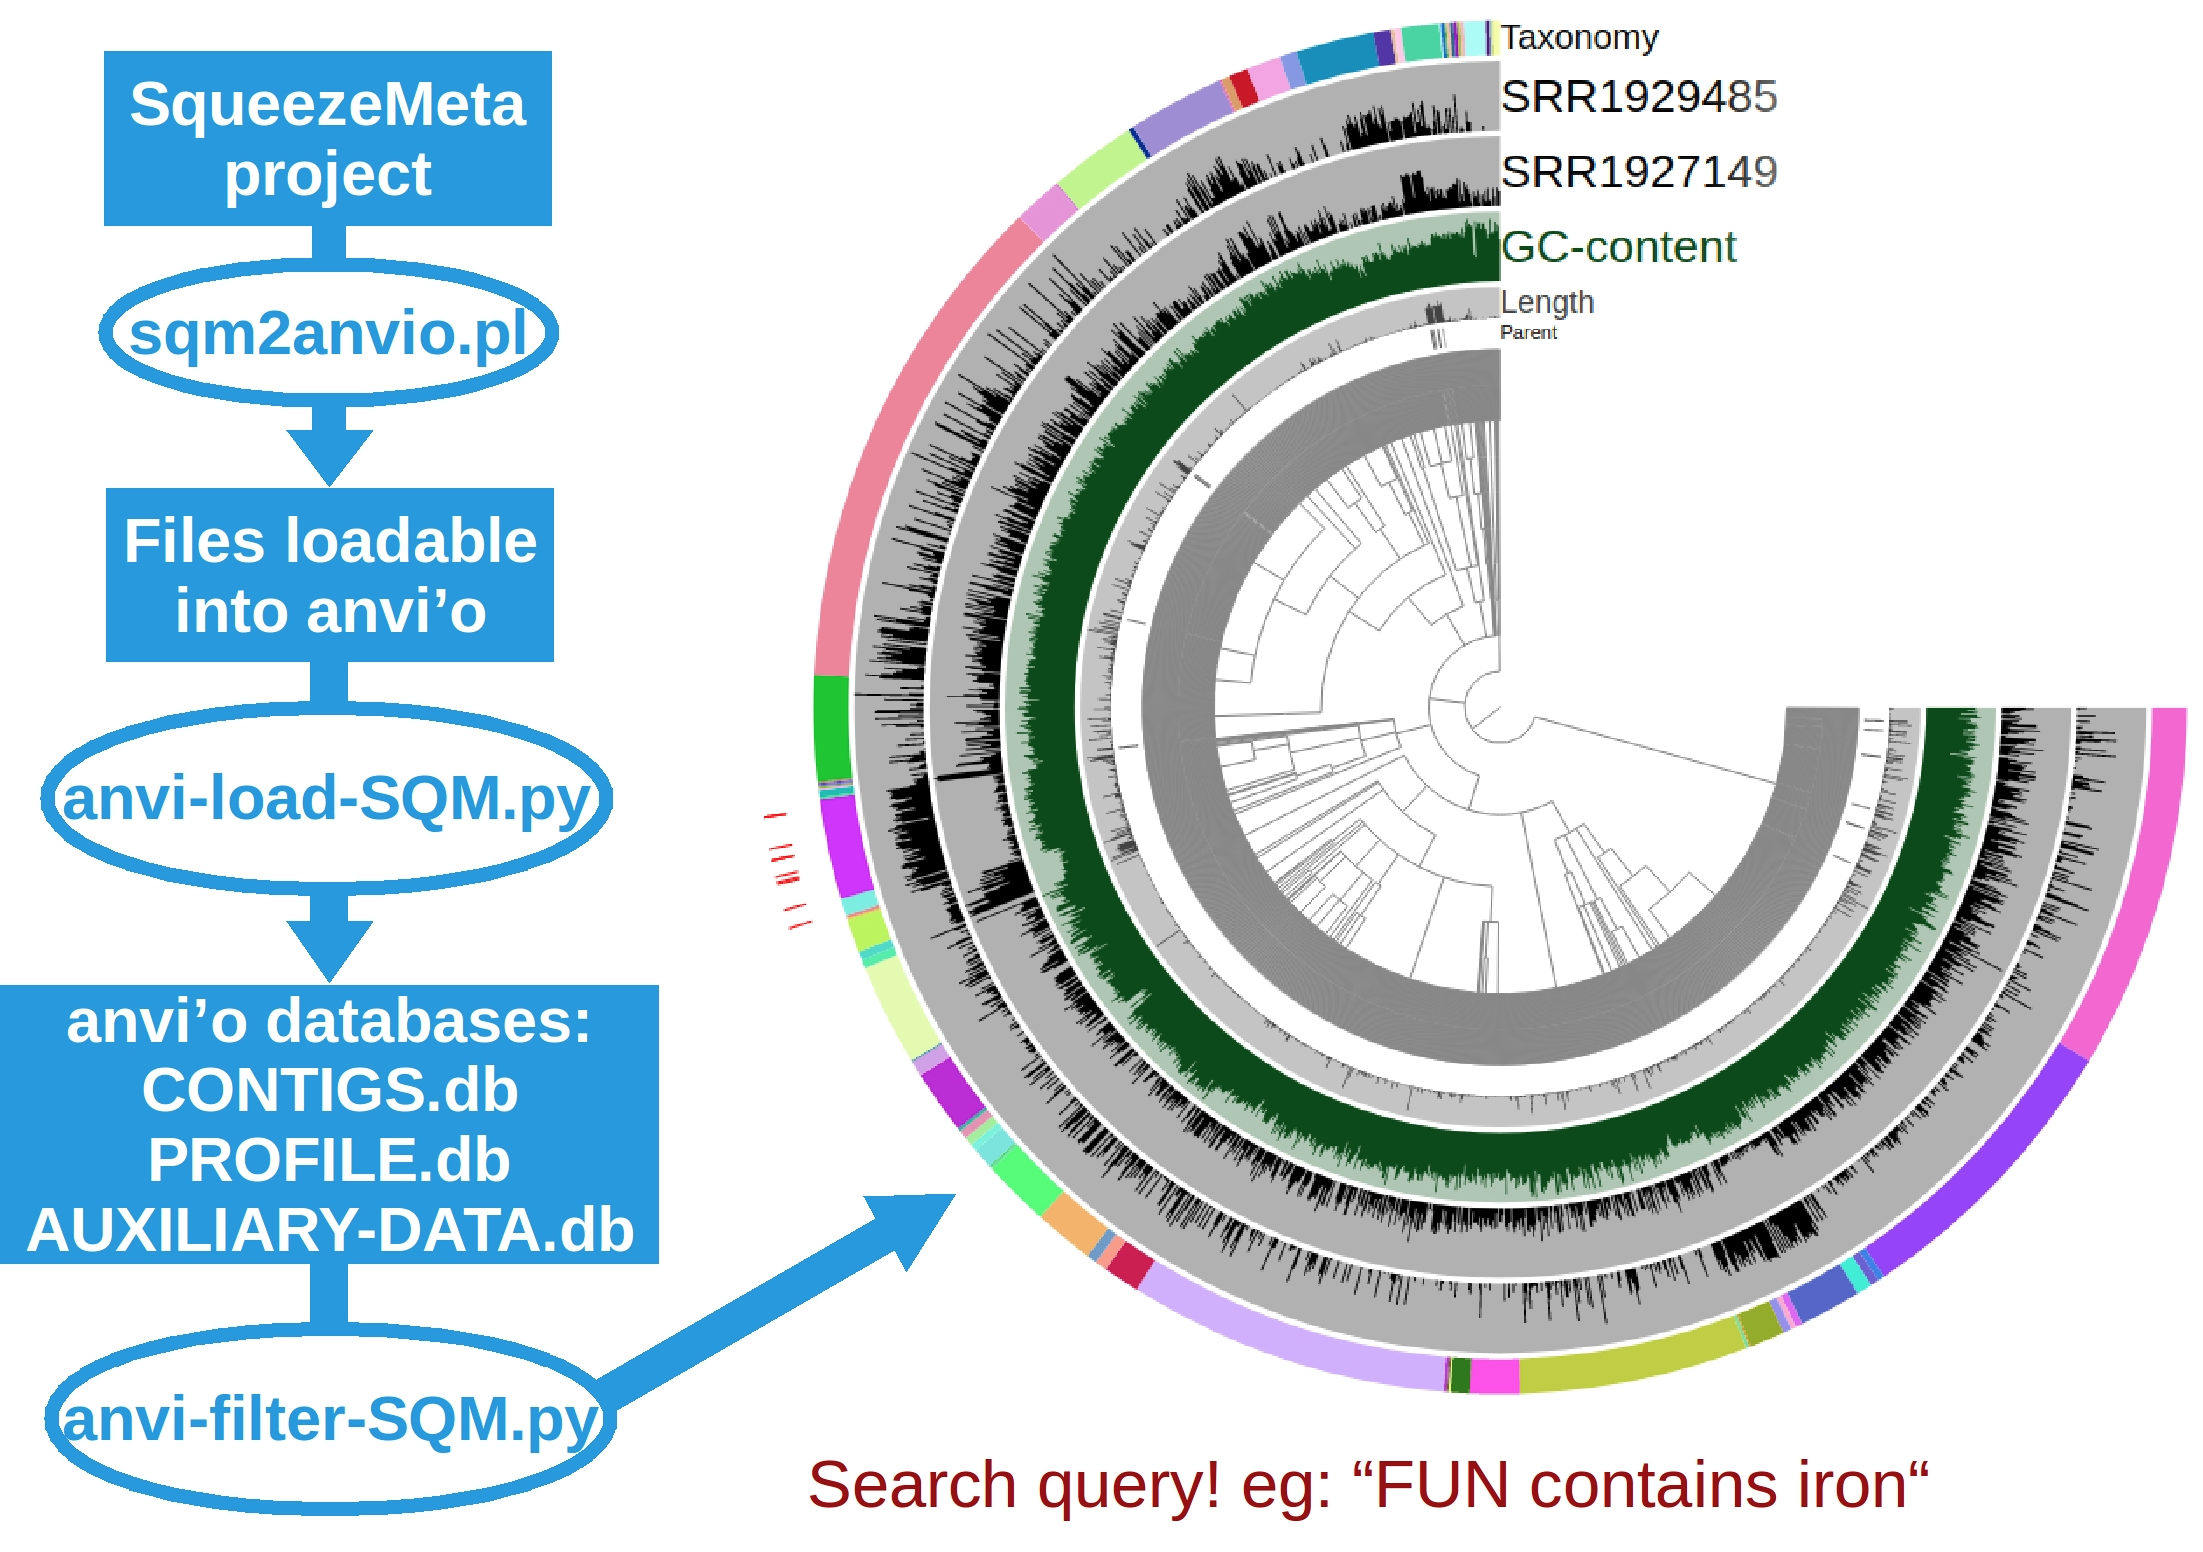 SqueezeMeta
project
sqm2anvio.pl
Files loadable
into anvi’o
anvi-load-SQM.py
anvi’o databases:
CONTIGS.db
PROFILE.db
AUXILIARY-DATA.db
anvi-filter-SQM.py
Taxonomy
SRR1929485
SRR1927149
GC-content
Length
Parent
Search query! eg: “FUN contains iron“